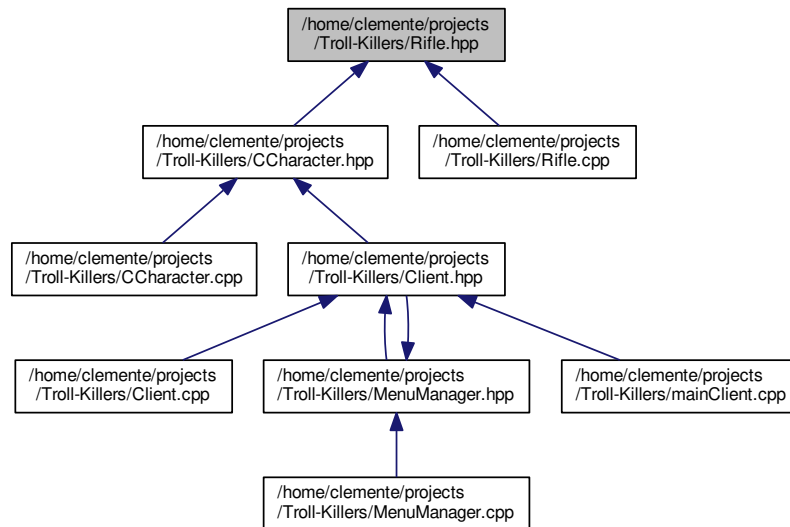 /home/clemente/projects
/Troll-Killers/Rifle.hpp
/home/clemente/projects
/Troll-Killers/CCharacter.hpp
/home/clemente/projects
/Troll-Killers/Rifle.cpp
/home/clemente/projects
/Troll-Killers/CCharacter.cpp
/home/clemente/projects
/Troll-Killers/Client.hpp
/home/clemente/projects
/Troll-Killers/Client.cpp
/home/clemente/projects
/Troll-Killers/MenuManager.hpp
/home/clemente/projects
/Troll-Killers/mainClient.cpp
/home/clemente/projects
/Troll-Killers/MenuManager.cpp